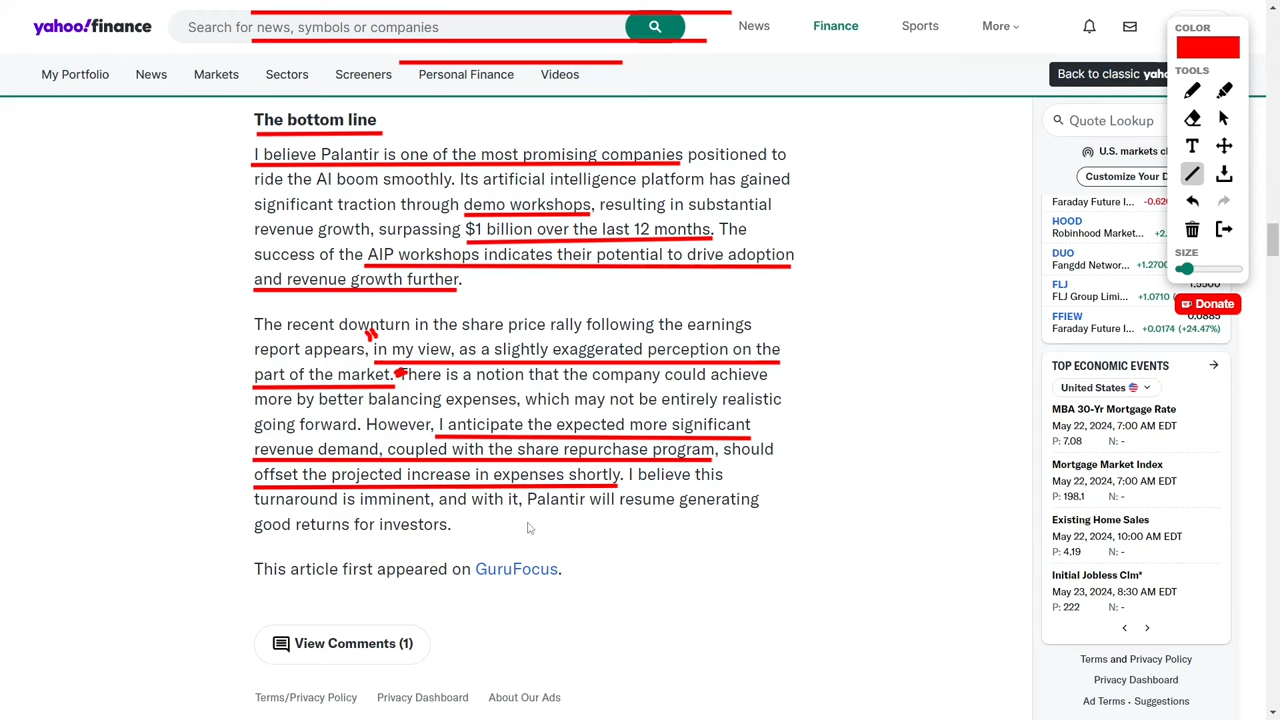 yahoo!finance
Search for news, symbols or companies
News
Finance
Sports
More
My Portfolio
News
Markets
Sectors
Screeners
Personal Finance
Videos
Back to classic
The bottom line
I believe Palantir is one of the most promising companies positioned to
ride the AI boom smoothly. Its artificial intelligence platform has gained
significant traction through demo workshops, resulting in substantial
revenue growth, surpassing $1 billion over the last 12 months. The
success of the AIP workshops indicates their potential to drive adoption
and revenue growth further.
The recent downturn in the share price rally following the earnings
report appears, in my view, as a slightly exaggerated perception on the
part of the market. There is a notion that the company could achieve
more by better balancing expenses, which may not be entirely realistic
going forward. However, I anticipate the expected more significant
revenue demand, coupled with the share repurchase program, should
offset the projected increase in expenses shortly. I believe this
turnaround is imminent, and with it, Palantir will resume generating
good returns for investors.
This article first appeared on GuruFocus.
View Comments (1)
Terms/Privacy Policy
Privacy Dashboard
About Our Ads
COLOR
TOOLS
T
SIZE
Donate
Quote Lookup
U.S. markets
Customize Your
Faraday Future I...
HOOD
Robinhood Market...
DUO
Fangdd Networ...
+1.2700
FLJ
1.5500
FLJ Group Limi...
+1.0710
FFIEW
0.0885
Faraday Future I...
+0.0174 (+24.47%)
TOP ECONOMIC EVENTS
United States
MBA 30-Yr Mortgage Rate
May 22, 2024, 7:00 AM EDT
P: 7.08 N: -
Mortgage Market Index
May 22, 2024, 7:00 AM EDT
P: 198.1 N: -
Existing Home Sales
May 22, 2024, 10:00 AM EDT
P: 4.19 N: -
Initial Jobless Clm*
May 23, 2024, 8:30 AM EDT
P: 222 N: -
Terms and Privacy Policy
Privacy Dashboard
Ad Terms • Suggestions